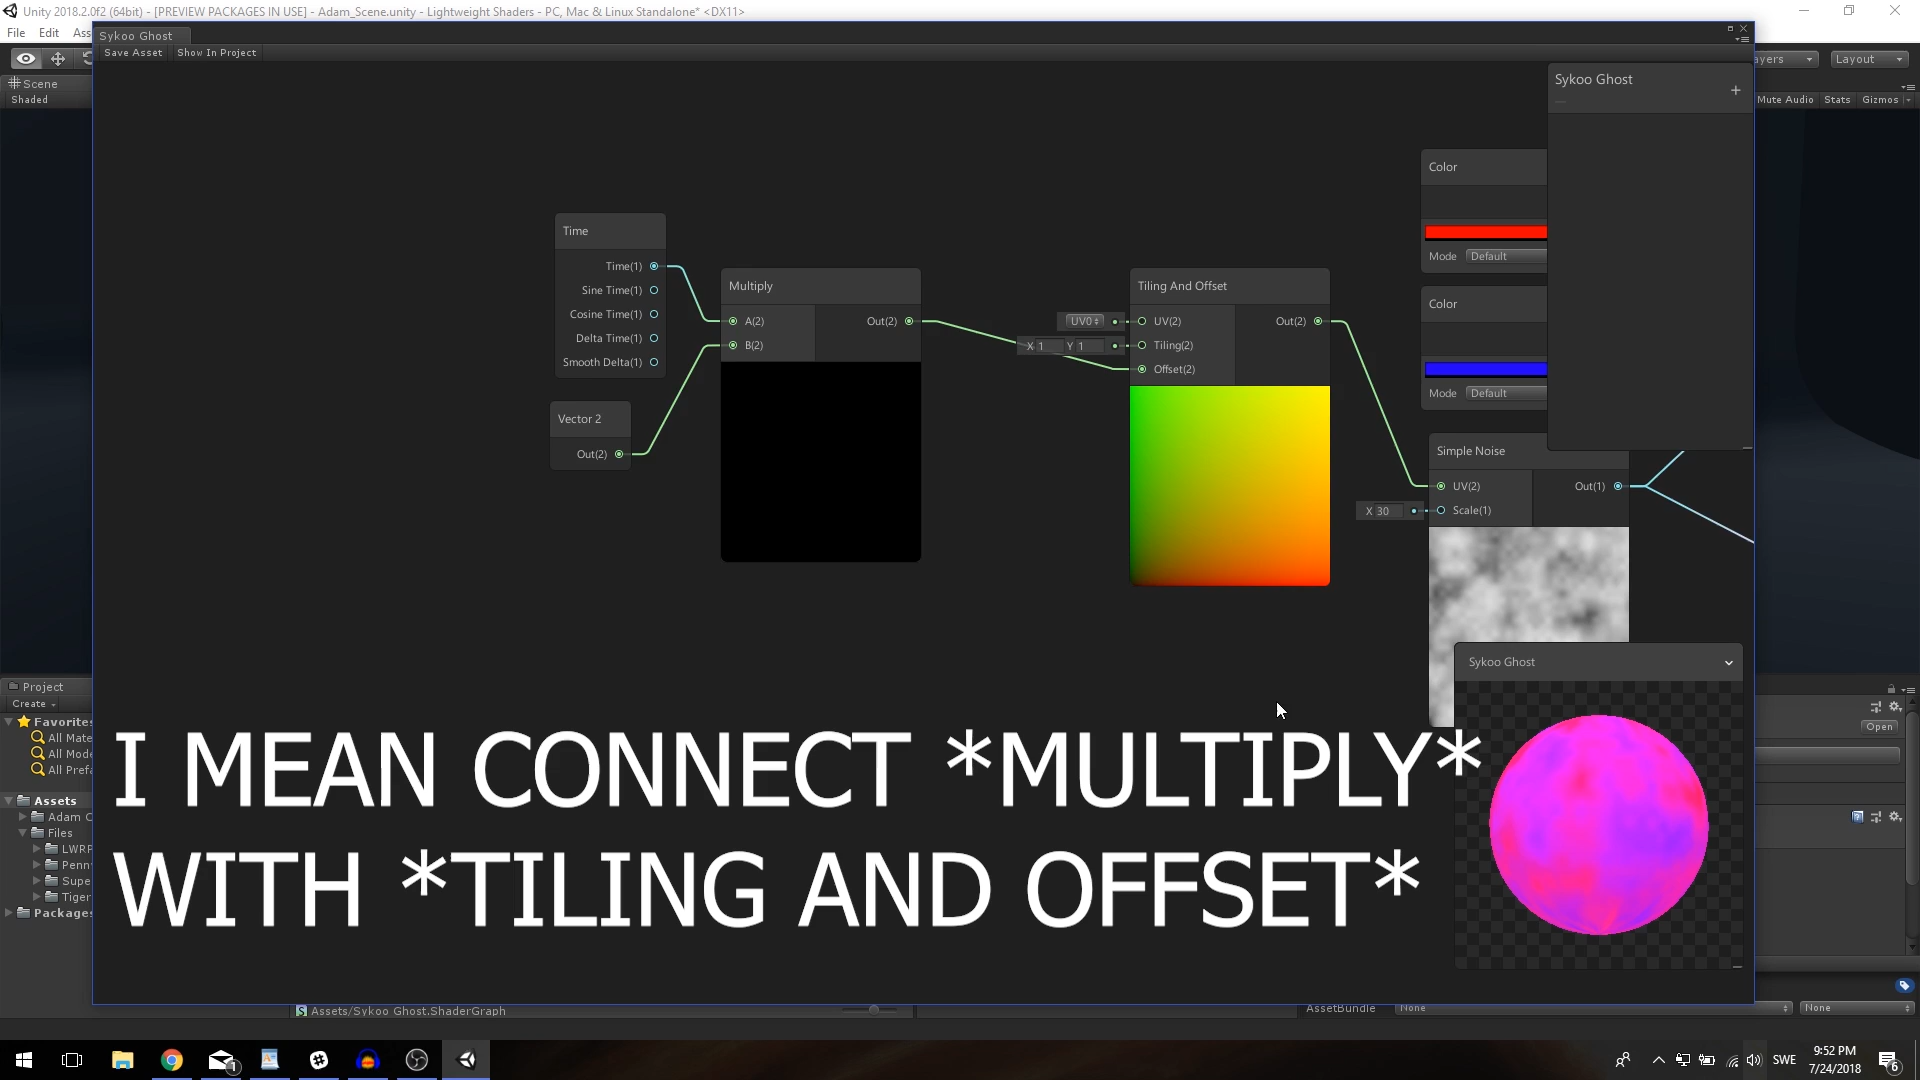 Unity 2018.2.0f2 (64bit) - [PREVIEW PACKAGES IN USE] - Adam_Scene.unity - Lightweight Shaders - PC, Mac & Linux Standalone* <DX11>
File Edit Ass
Sykoo Ghost
Save Asset Show In Project
Layout
Scene
Shaded
Mute Audio Stats Gizmos
Sykoo Ghost
+
Color
Mode Default
Color
Mode Default
Time
Time(1)
Sine Time(1)
Cosine Time(1)
Delta Time(1)
Smooth Delta(1)
Vector 2
Out(2)
Multiply
A(2) Out(2)
B(2)
Tiling And Offset
UV0 UV(2) Out(2)
X 1 Y 1 Tiling(2)
Offset(2)
Simple Noise
UV(2) Out(1)
X 30 Scale(1)
Sykoo Ghost
Project
Create
Favorites
All Mate
All Mode
All Prefa
Assets
Adam C
Files
LWRP
Penn
Supe
Tiger
Packages
Open
I MEAN CONNECT *MULTIPLY*
WITH *TILING AND OFFSET*
Assets/Sykoo Ghost.ShaderGraph
AssetBundle None None
SWE
9:52 PM
7/24/2018
1
6